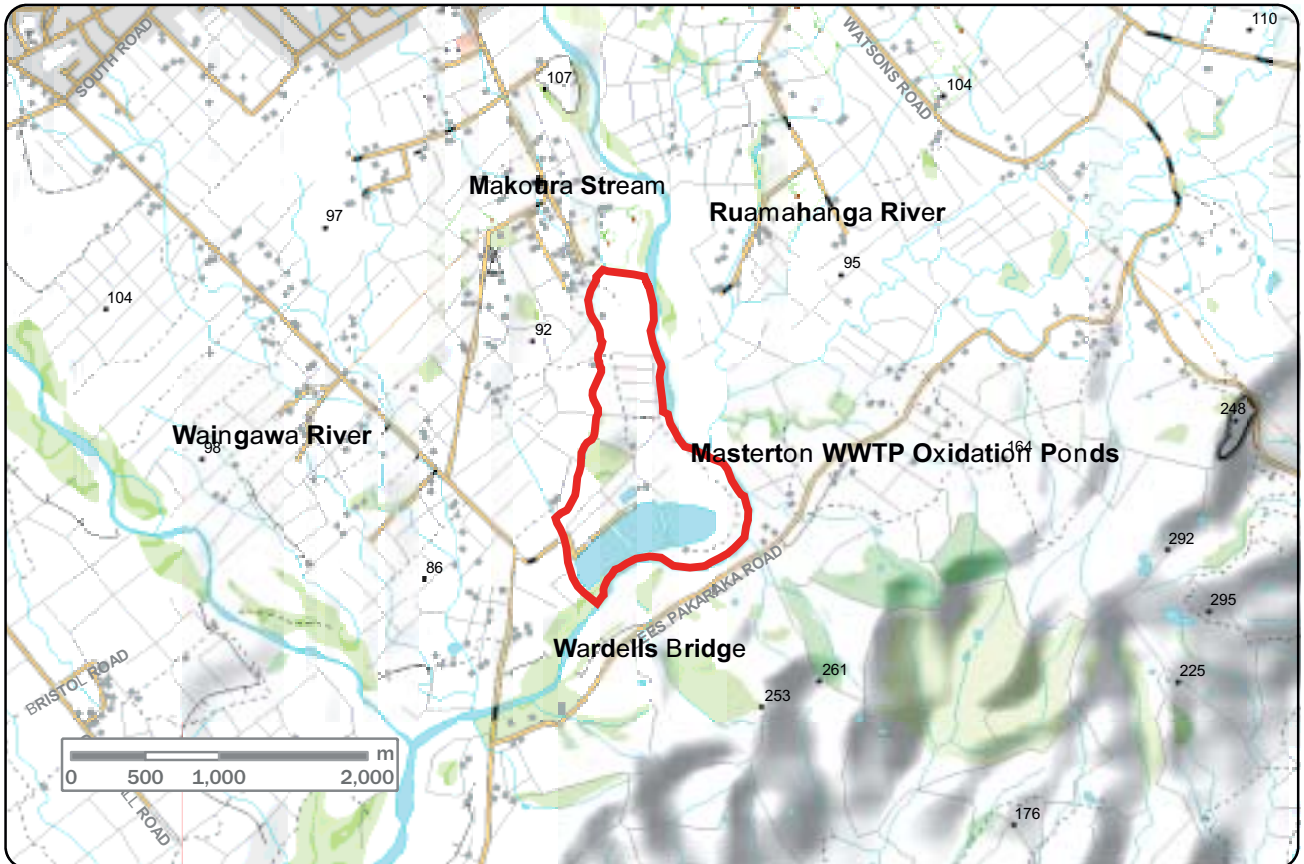 110
SOUTH ROAD
WATSONS ROAD
107
104
Makoura Stream
Ruamahanga River
97
95
104
92
Waingawa River
98
248
Masterton WWTP Oxidation Ponds
164
292
86
EES PAKARAKA ROAD
295
Wardells Bridge
261
225
BRISTOL ROAD
253
m
0 500 1,000 2,000
ALL ROAD
176